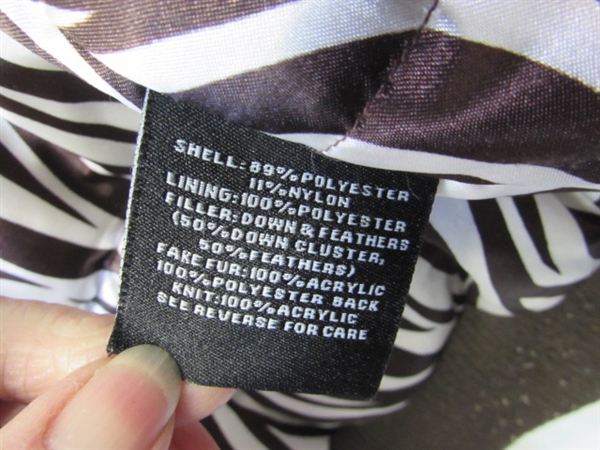 SHELL: 89% POLYESTER
11% NYLON
LINING: 100% POLYESTER
FILLER: DOWN & FEATHERS
(50% DOWN CLUSTER,
50% FEATHERS)
FAKE FUR: 100% ACRYLIC
100% POLYESTER BACK
KNIT: 100% ACRYLIC
SEE REVERSE FOR CARE